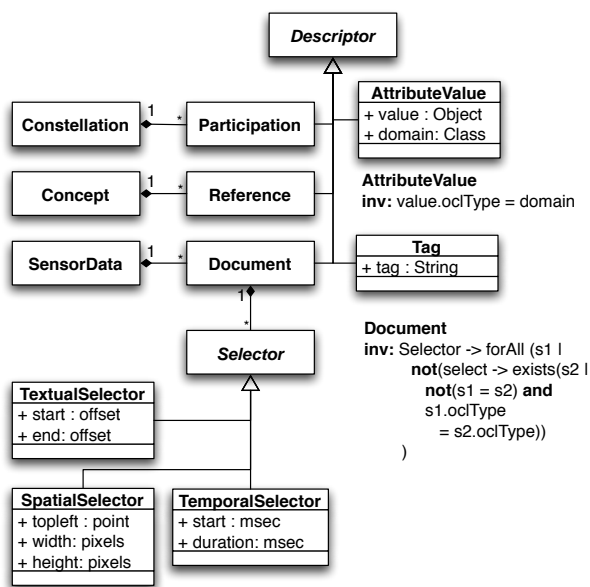 Descriptor
AttributeValue
+ value : Object
+ domain: Class
Constellation
1
*
Participation
AttributeValue
inv: value.oclType = domain
Concept
1
*
Reference
SensorData
1
*
Document
Tag
+ tag : String
1
*
Selector
Document
inv: Selector -> forAll (s1 |
not(select -> exists(s2 |
not(s1 = s2) and
s1.oclType
= s2.oclType))
)
TextualSelector
+ start : offset
+ end: offset
SpatialSelector
+ topleft : point
+ width: pixels
+ height: pixels
TemporalSelector
+ start : msec
+ duration: msec